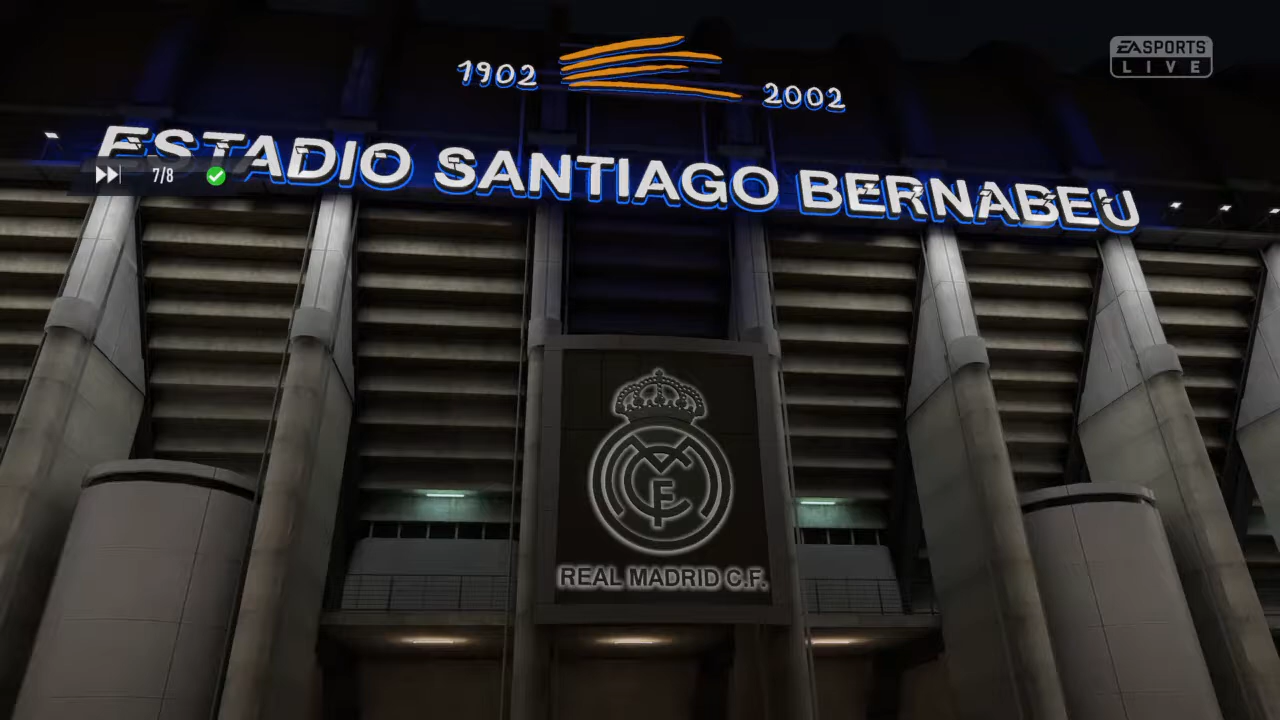 1902
2002
EA SPORTS
LIVE
ESTADIO SANTIAGO BERNABEU
7/8
REAL MADRID C.F.